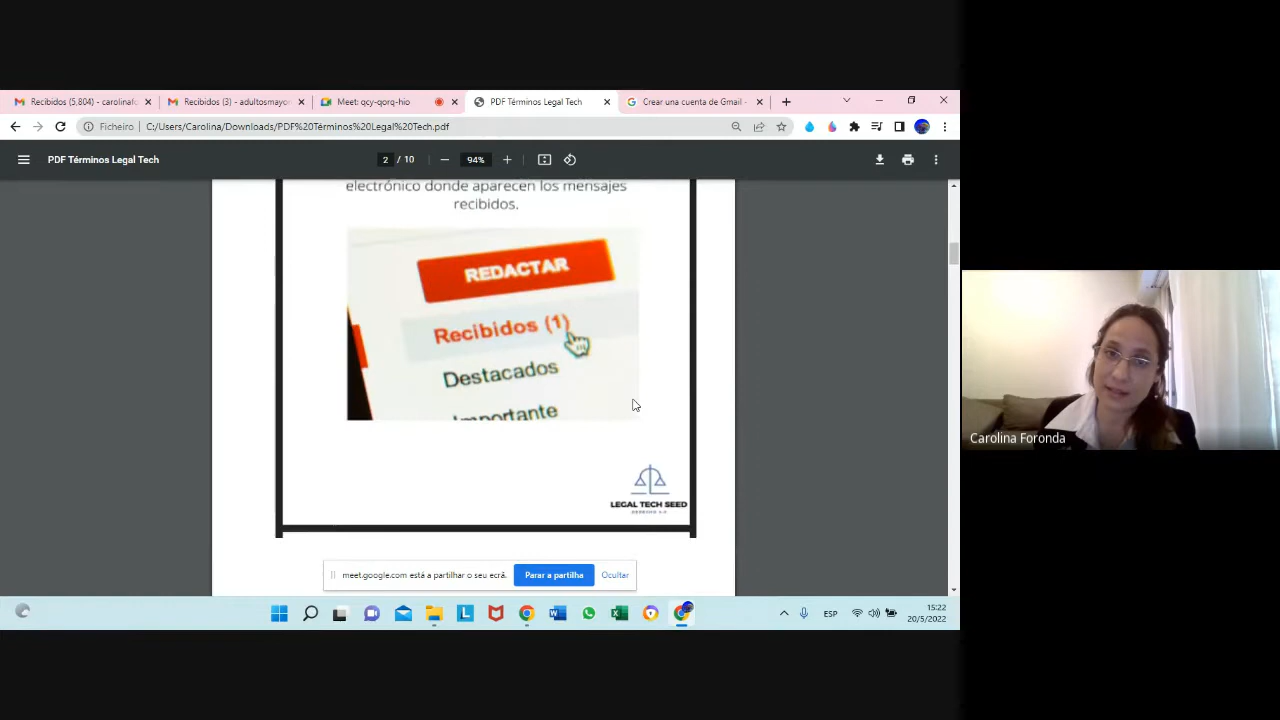 Recibidos (5,804) - carolinafo
Recibidos (3) - adultosmayor
Meet: qcy-qorq-hio
PDF Términos Legal Tech
Crear una cuenta de Gmail -
Ficheiro
C:/Users/Carolina/Downloads/PDF%20Términos%20Legal%20Tech.pdf
PDF Términos Legal Tech
2 / 10
94%
electrónico donde aparecen los mensajes
recibidos.
REDACTAR
Recibidos (1)
Destacados
Importante
LEGAL TECH SEED
Carolina Foronda
meet.google.com está a partilhar o seu ecrã.
Parar a partilha
Ocultar
ESP
15:22
20/5/2022